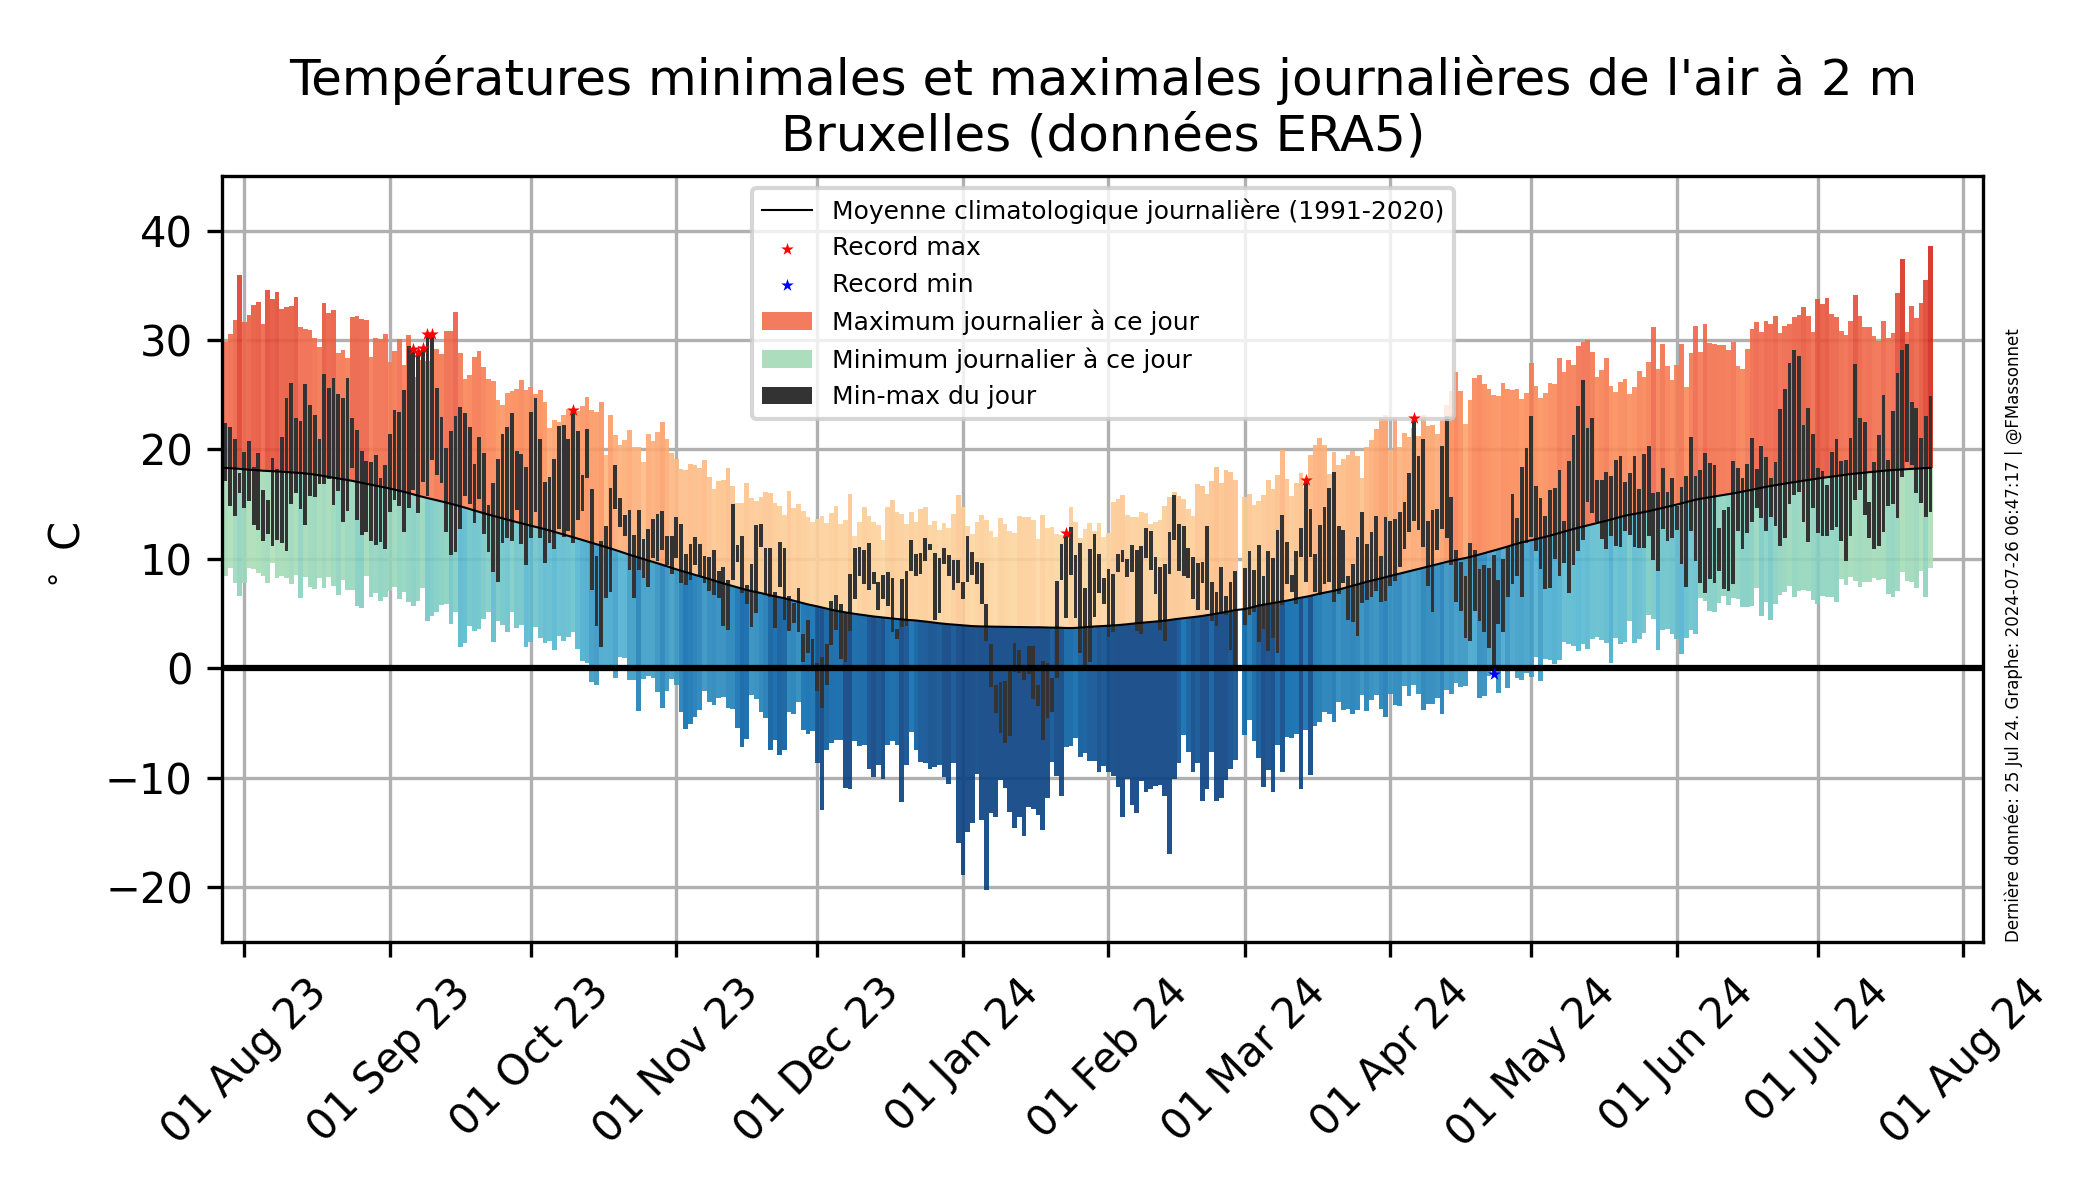 Températures minimales et maximales journalières de l'air à 2 m
Bruxelles (données ERA5)
Moyenne climatologique journalière (1991-2020)
Record max
Record min
Maximum journalier à ce jour
Minimum journalier à ce jour
Min-max du jour
40
30
20
10
0
−10
−20
° C
01 Aug 23
01 Sep 23
01 Oct 23
01 Nov 23
01 Dec 23
01 Jan 24
01 Feb 24
01 Mar 24
01 Apr 24
01 May 24
01 Jun 24
01 Jul 24
01 Aug 24
Dernière donnée: 25 Jul 24. Graphe: 2024-07-26 06:47:17 | @FMassonnet